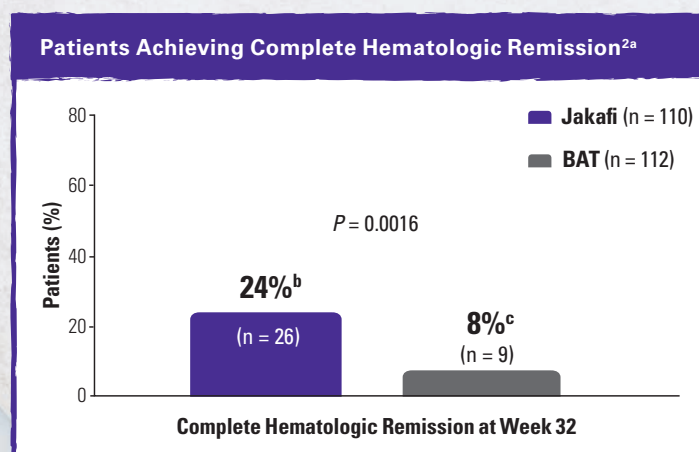 Patients Achieving Complete Hematologic Remission²ᵃ
80
60
40
20
0
Patients (%)
Jakafi (n = 110)
BAT (n = 112)
P = 0.0016
24%ᵇ
(n = 26)
8%ᶜ
(n = 9)
Complete Hematologic Remission at Week 32